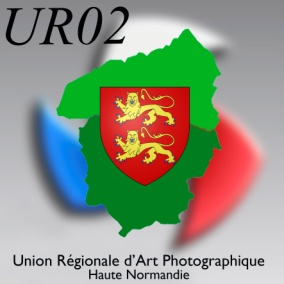 UR02
Union Régionale d'Art Photographique
Haute Normandie